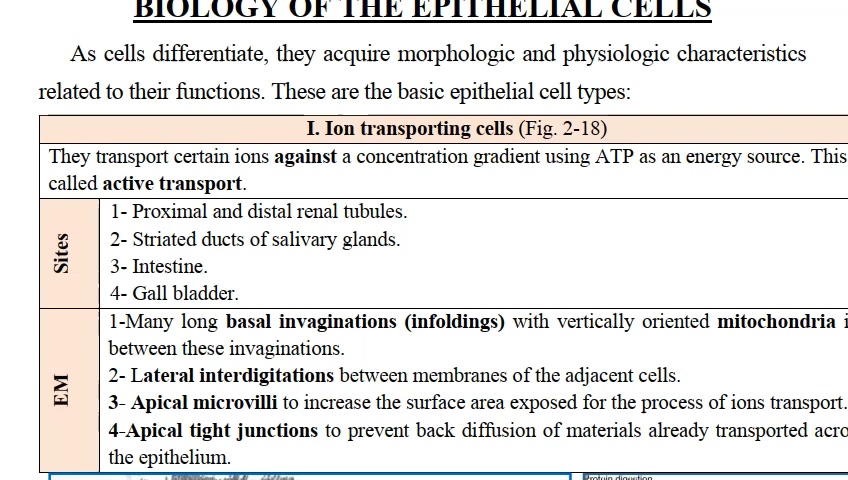 BIOLOGY OF THE EPITHELIAL CELLS
As cells differentiate, they acquire morphologic and physiologic characteristics
related to their functions. These are the basic epithelial cell types:
I. Ion transporting cells (Fig. 2-18)
They transport certain ions against a concentration gradient using ATP as an energy source. This
called active transport.
Sites
1- Proximal and distal renal tubules.
2- Striated ducts of salivary glands.
3- Intestine.
4- Gall bladder.
EM
1-Many long basal invaginations (infoldings) with vertically oriented mitochondria i
between these invaginations.
2- Lateral interdigitations between membranes of the adjacent cells.
3- Apical microvilli to increase the surface area exposed for the process of ions transport.
4-Apical tight junctions to prevent back diffusion of materials already transported acro
the epithelium.
Protein digestion